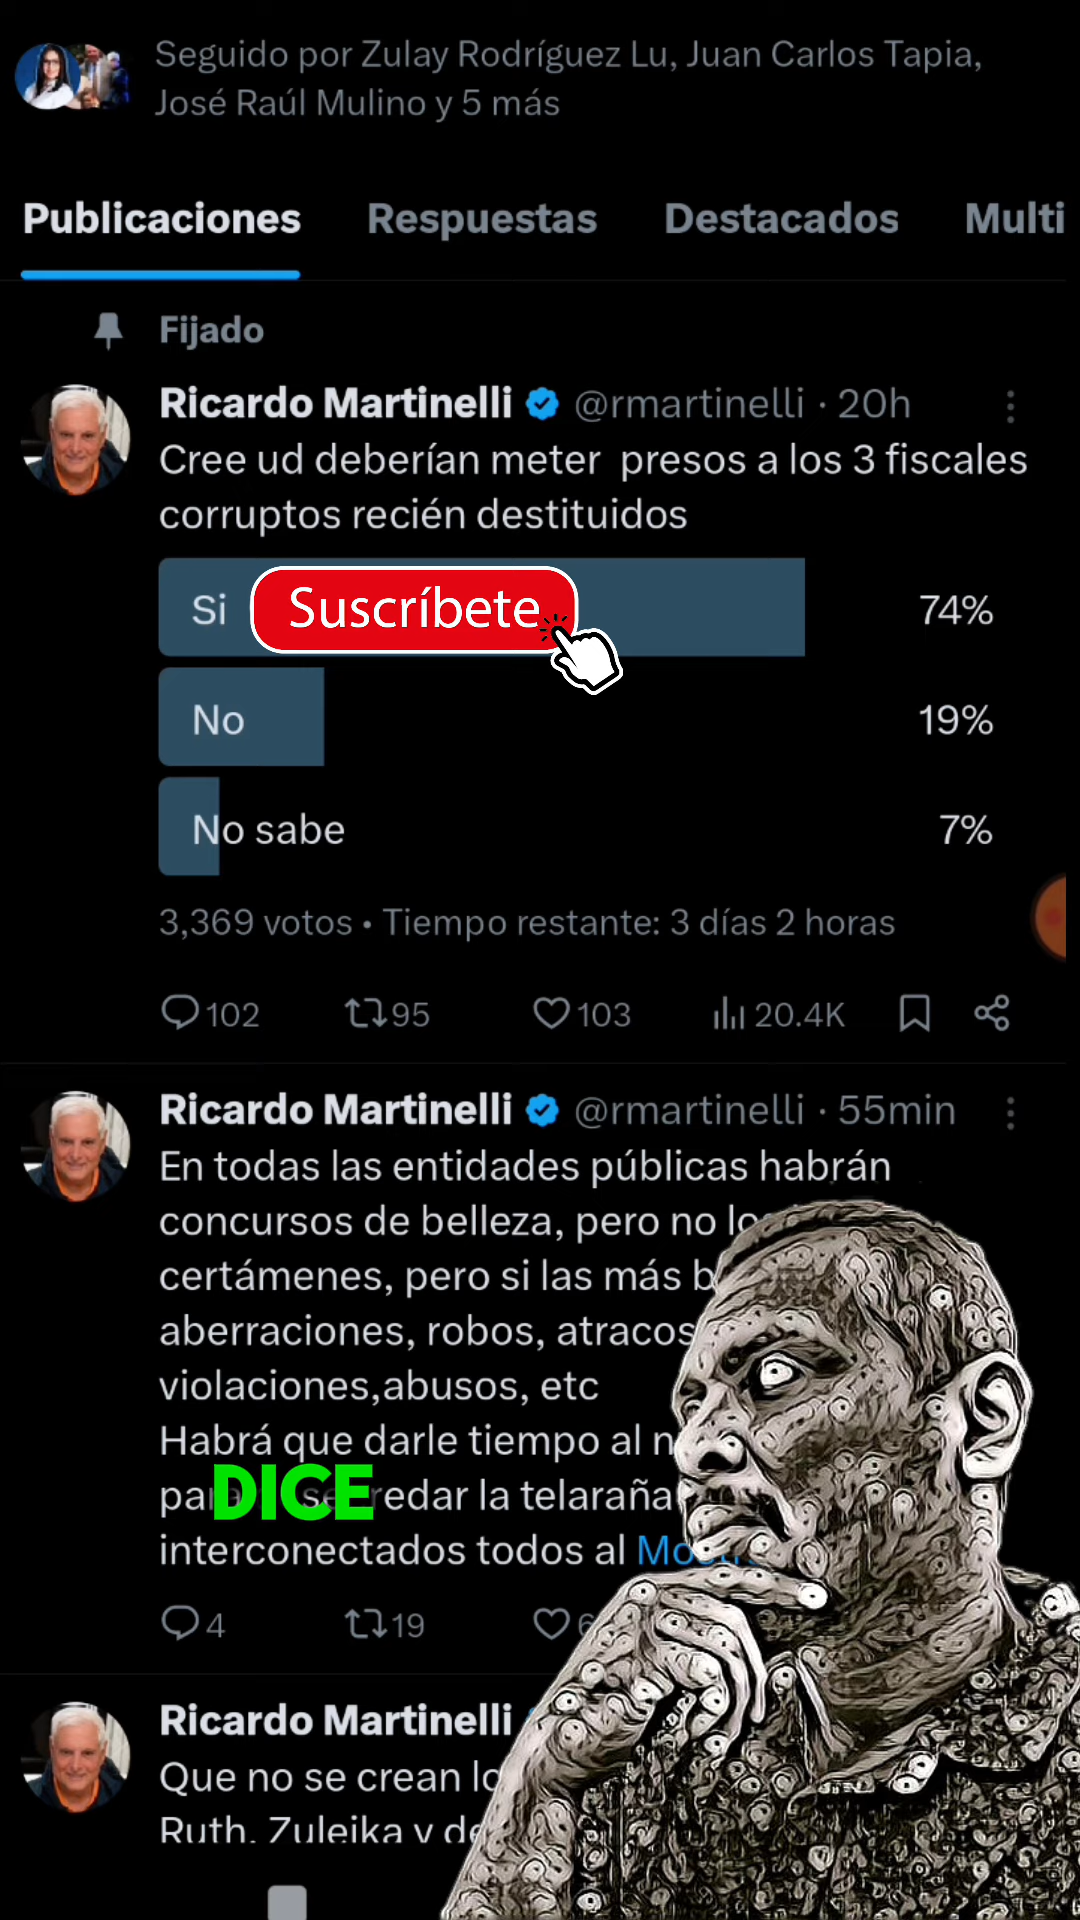 Seguido por Zulay Rodríguez Lu, Juan Carlos Tapia,
José Raúl Mulino y 5 más
Publicaciones Respuestas Destacados Multi
Fijado
Ricardo Martinelli @rmartinelli · 20h
Cree ud deberían meter presos a los 3 fiscales
corruptos recién destituidos
Si 74%
Suscríbete
No 19%
No sabe 7%
3,369 votos • Tiempo restante: 3 días 2 horas
102 95 103 20.4K
Ricardo Martinelli @rmartinelli · 55min
En todas las entidades públicas habrán
concursos de belleza, pero no
certámenes, pero si las más
aberraciones, robos, atracos
violaciones,abusos, etc
Habrá que darle tiempo al
redar la telaraña
DICE
interconectados todos al
4 19
Ricardo Martinelli
Que no se crean
Ruth, Zuleika y